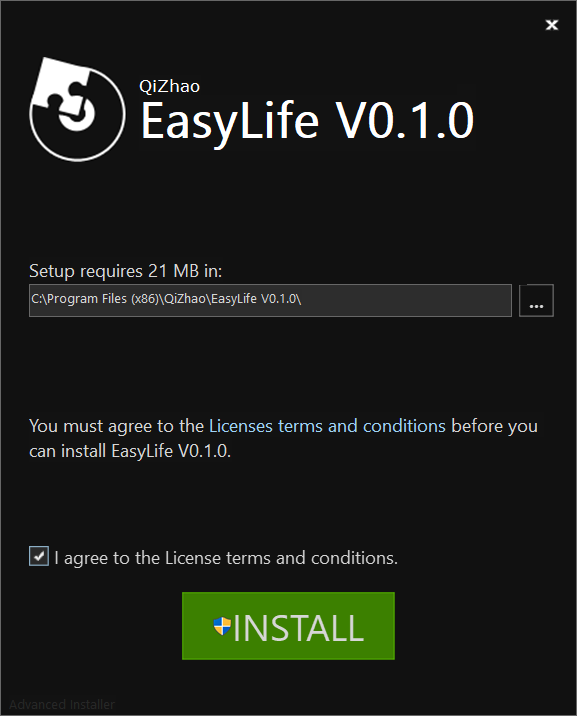 QiZhao
EasyLife V0.1.0
Setup requires 21 MB in:
C:\Program Files (x86)\QiZhao\EasyLife V0.1.0\
...
You must agree to the Licenses terms and conditions before you
can install EasyLife V0.1.0.
I agree to the License terms and conditions.
INSTALL
Advanced Installer